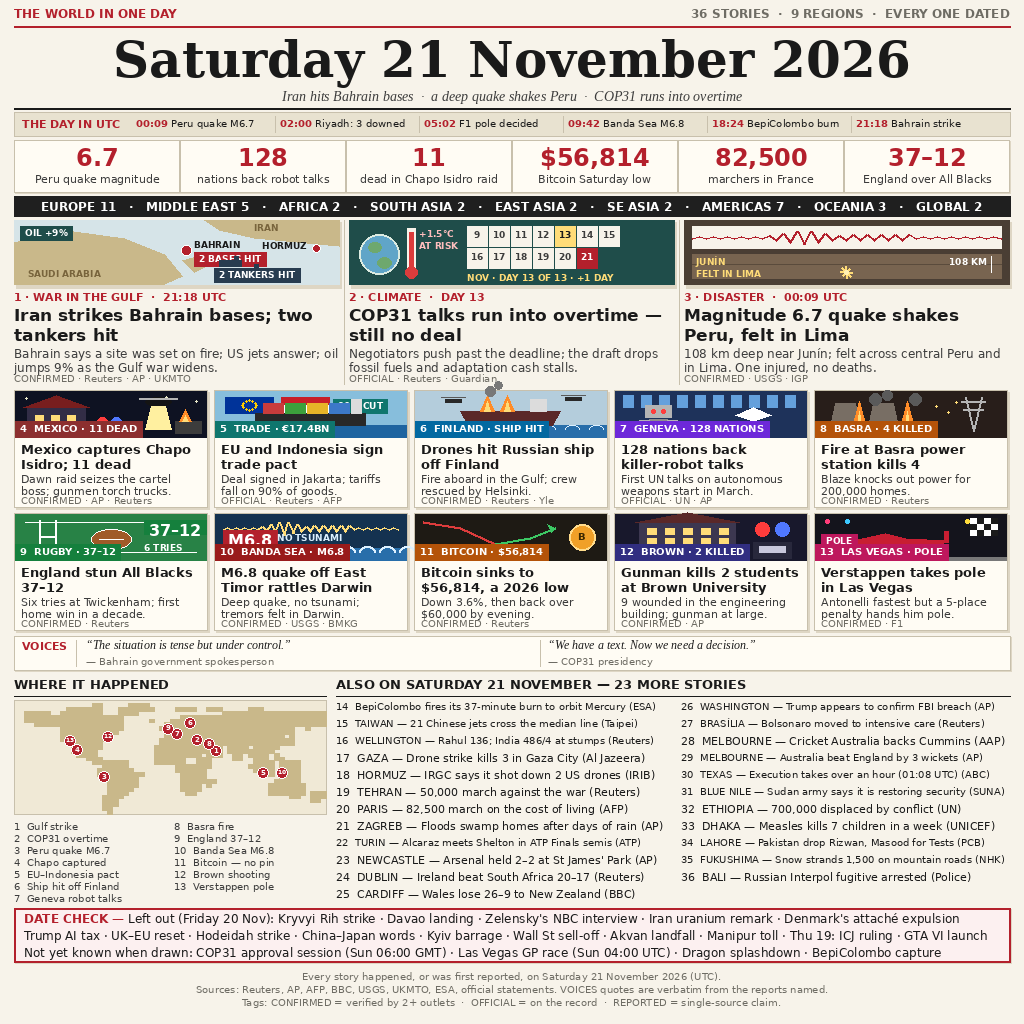 THE WORLD IN ONE DAY
36 STORIES · 9 REGIONS · EVERY ONE DATED
Saturday 21 November 2026
Iran hits Bahrain bases · a deep quake shakes Peru · COP31 runs into overtime
THE DAY IN UTC 00:09 Peru quake M6.7 02:00 Riyadh: 3 downed 05:02 F1 pole decided 09:42 Banda Sea M6.8 18:24 BepiColombo burn 21:18 Bahrain strike
6.7
Peru quake magnitude
128
nations back robot talks
11
dead in Chapo Isidro raid
$56,814
Bitcoin Saturday low
82,500
marchers in France
37–12
England over All Blacks
EUROPE 11 · MIDDLE EAST 5 · AFRICA 2 · SOUTH ASIA 2 · EAST ASIA 2 · SE ASIA 2 · AMERICAS 7 · OCEANIA 3 · GLOBAL 2
OIL +9%
IRAN
BAHRAIN
HORMUZ
2 BASES HIT
2 TANKERS HIT
SAUDI ARABIA
1 · WAR IN THE GULF · 21:18 UTC
Iran strikes Bahrain bases; two
tankers hit
Bahrain says a site was set on fire; US jets answer; oil
jumps 9% as the Gulf war widens.
CONFIRMED · Reuters · AP · UKMTO
+1.5°C
AT RISK
9 10 11 12 13 14 15
16 17 18 19 20 21
NOV · DAY 13 OF 13 · +1 DAY
2 · CLIMATE · DAY 13
COP31 talks run into overtime —
still no deal
Negotiators push past the deadline; the draft drops
fossil fuels and adaptation cash stalls.
OFFICIAL · Reuters · Guardian
JUNÍN
FELT IN LIMA
108 KM
3 · DISASTER · 00:09 UTC
Magnitude 6.7 quake shakes
Peru, felt in Lima
108 km deep near Junín; felt across central Peru and
in Lima. One injured, no deaths.
CONFIRMED · USGS · IGP
4 MEXICO · 11 DEAD
Mexico captures Chapo
Isidro; 11 dead
Dawn raid seizes the cartel
boss; gunmen torch trucks.
CONFIRMED · AP · Reuters
CUT
5 TRADE · €17.4BN
EU and Indonesia sign
trade pact
Deal signed in Jakarta; tariffs
fall on 90% of goods.
OFFICIAL · Reuters · AFP
6 FINLAND · SHIP HIT
Drones hit Russian ship
off Finland
Fire aboard in the Gulf; crew
rescued by Helsinki.
CONFIRMED · Reuters · Yle
7 GENEVA · 128 NATIONS
128 nations back
killer-robot talks
First UN talks on autonomous
weapons start in March.
OFFICIAL · UN · AP
8 BASRA · 4 KILLED
Fire at Basra power
station kills 4
Blaze knocks out power for
200,000 homes.
CONFIRMED · Reuters
37–12
6 TRIES
9 RUGBY · 37–12
England stun All Blacks
37–12
Six tries at Twickenham; first
home win in a decade.
CONFIRMED · Reuters
M6.8
NO TSUNAMI
10 BANDA SEA · M6.8
M6.8 quake off East
Timor rattles Darwin
Deep quake, no tsunami;
tremors felt in Darwin.
CONFIRMED · USGS · BMKG
B
11 BITCOIN · $56,814
Bitcoin sinks to
$56,814, a 2026 low
Down 3.6%, then back over
$60,000 by evening.
CONFIRMED · Reuters
12 BROWN · 2 KILLED
Gunman kills 2 students
at Brown University
9 wounded in the engineering
building; gunman at large.
CONFIRMED · AP
POLE
13 LAS VEGAS · POLE
Verstappen takes pole
in Las Vegas
Antonelli fastest but a 5-place
penalty hands him pole.
CONFIRMED · F1
VOICES
“The situation is tense but under control.”
— Bahrain government spokesperson
“We have a text. Now we need a decision.”
— COP31 presidency
WHERE IT HAPPENED
1 Gulf strike
2 COP31 overtime
3 Peru quake M6.7
4 Chapo captured
5 EU–Indonesia pact
6 Ship hit off Finland
7 Geneva robot talks
8 Basra fire
9 England 37–12
10 Banda Sea M6.8
11 Bitcoin — no pin
12 Brown shooting
13 Verstappen pole
ALSO ON SATURDAY 21 NOVEMBER — 23 MORE STORIES
14 BepiColombo fires its 37-minute burn to orbit Mercury (ESA)
15 TAIWAN — 21 Chinese jets cross the median line (Taipei)
16 WELLINGTON — Rahul 136; India 486/4 at stumps (Reuters)
17 GAZA — Drone strike kills 3 in Gaza City (Al Jazeera)
18 HORMUZ — IRGC says it shot down 2 US drones (IRIB)
19 TEHRAN — 50,000 march against the war (Reuters)
20 PARIS — 82,500 march on the cost of living (AFP)
21 ZAGREB — Floods swamp homes after days of rain (AP)
22 TURIN — Alcaraz meets Shelton in ATP Finals semis (ATP)
23 NEWCASTLE — Arsenal held 2–2 at St James' Park (AP)
24 DUBLIN — Ireland beat South Africa 20–17 (Reuters)
25 CARDIFF — Wales lose 26–9 to New Zealand (BBC)
26 WASHINGTON — Trump appears to confirm FBI breach (AP)
27 BRASÍLIA — Bolsonaro moved to intensive care (Reuters)
28 MELBOURNE — Cricket Australia backs Cummins (AAP)
29 MELBOURNE — Australia beat England by 3 wickets (AP)
30 TEXAS — Execution takes over an hour (01:08 UTC) (ABC)
31 BLUE NILE — Sudan army says it is restoring security (SUNA)
32 ETHIOPIA — 700,000 displaced by conflict (UN)
33 DHAKA — Measles kills 7 children in a week (UNICEF)
34 LAHORE — Pakistan drop Rizwan, Masood for Tests (PCB)
35 FUKUSHIMA — Snow strands 1,500 on mountain roads (NHK)
36 BALI — Russian Interpol fugitive arrested (Police)
DATE CHECK — Left out (Friday 20 Nov): Kryvyi Rih strike · Davao landing · Zelensky's NBC interview · Iran uranium remark · Denmark's attaché expulsion
Trump AI tax · UK–EU reset · Hodeidah strike · China–Japan words · Kyiv barrage · Wall St sell-off · Akvan landfall · Manipur toll · Thu 19: ICJ ruling · GTA VI launch
Not yet known when drawn: COP31 approval session (Sun 06:00 GMT) · Las Vegas GP race (Sun 04:00 UTC) · Dragon splashdown · BepiColombo capture
Every story happened, or was first reported, on Saturday 21 November 2026 (UTC).
Sources: Reuters, AP, AFP, BBC, USGS, UKMTO, ESA, official statements. VOICES quotes are verbatim from the reports named.
Tags: CONFIRMED = verified by 2+ outlets · OFFICIAL = on the record · REPORTED = single-source claim.